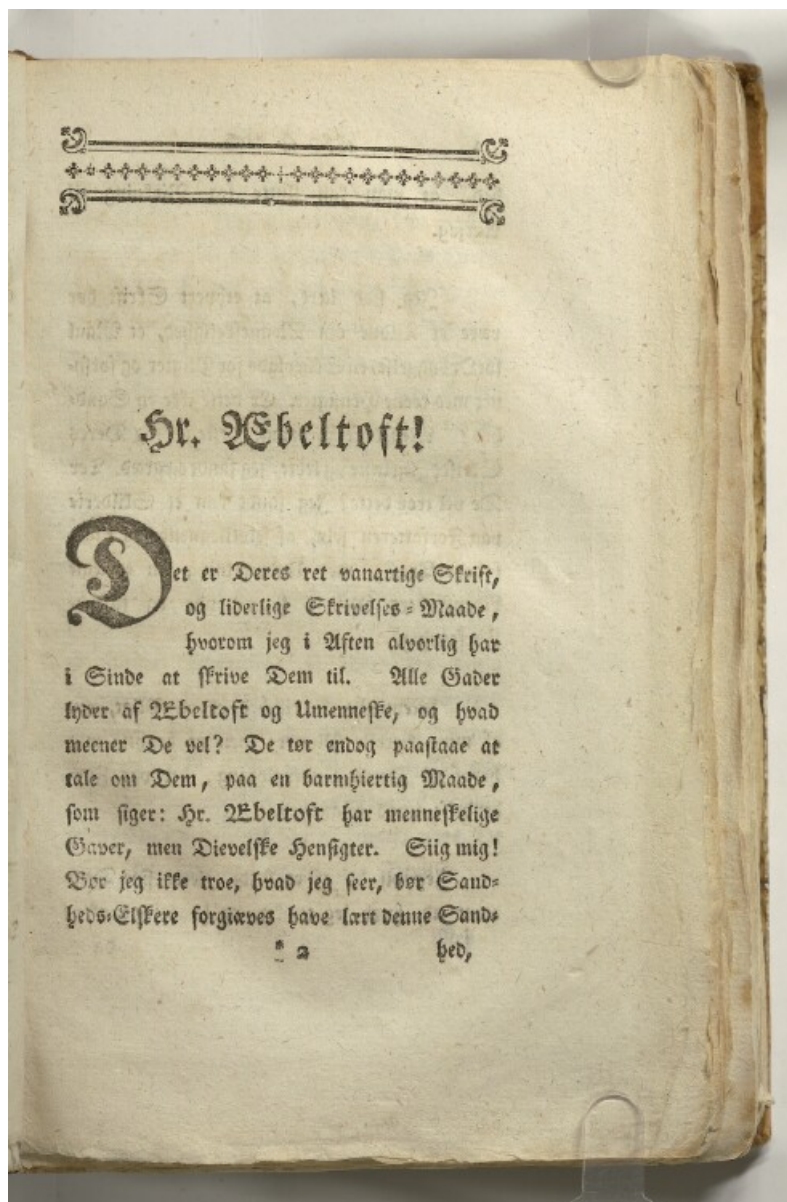 Hr. Æbeltoft!
Det er Deres ret vanartige Skrift,
og liderlige Skrivelses-Maade,
hvorom jeg i Aften alvorlig har
i Sinde at skrive Dem til. Alle Gader
lyder af Æbeltoft og Umenneske, og hvad
meener De vel? De tør endog paastaae at
tale om Dem, paa en barmhiertig Maade,
som siger: Hr. Æbeltoft har menneskelige
Gaver, men Dievelske Hensigter. Siig mig!
Bør jeg ikke troe, hvad jeg seer, bør Sand-
heds-Elskere forgiæves have lært denne Sand-
* 2 hed,